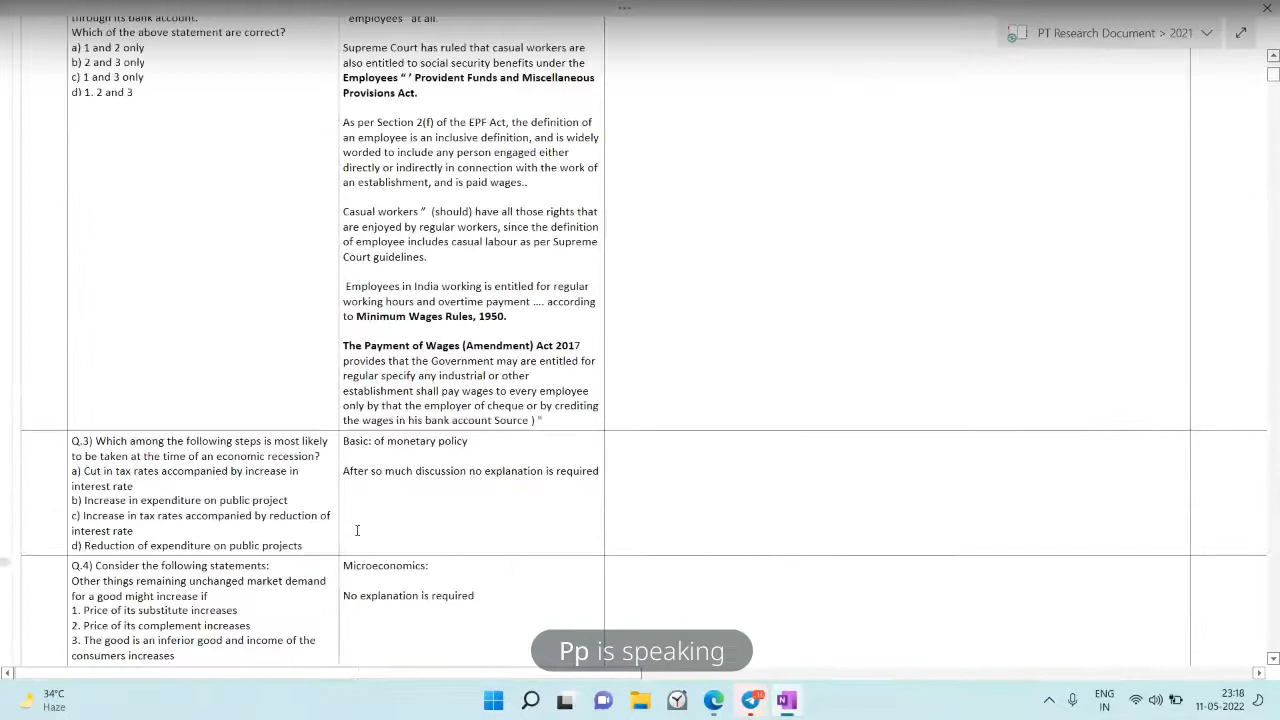 PT Research Document > 2021
through its bank account.
Which of the above statement are correct?
a) 1 and 2 only
b) 2 and 3 only
c) 1 and 3 only
d) 1. 2 and 3
employees " at all.
Supreme Court has ruled that casual workers are
also entitled to social security benefits under the
Employees " ' Provident Funds and Miscellaneous
Provisions Act.
As per Section 2(f) of the EPF Act, the definition of
an employee is an inclusive definition, and is widely
worded to include any person engaged either
directly or indirectly in connection with the work of
an establishment, and is paid wages..
Casual workers " (should) have all those rights that
are enjoyed by regular workers, since the definition
of employee includes casual labour as per Supreme
Court guidelines.
Employees in India working is entitled for regular
working hours and overtime payment .... according
to Minimum Wages Rules, 1950.
The Payment of Wages (Amendment) Act 2017
provides that the Government may are entitled for
regular specify any industrial or other
establishment shall pay wages to every employee
only by that the employer of cheque or by crediting
the wages in his bank account Source ) "
Q.3) Which among the following steps is most likely
to be taken at the time of an economic recession?
a) Cut in tax rates accompanied by increase in
interest rate
b) Increase in expenditure on public project
c) Increase in tax rates accompanied by reduction of
interest rate
d) Reduction of expenditure on public projects
Basic: of monetary policy
After so much discussion no explanation is required
Q.4) Consider the following statements:
Other things remaining unchanged market demand
for a good might increase if
1. Price of its substitute increases
2. Price of its complement increases
3. The good is an inferior good and income of the
consumers increases
Microeconomics:
No explanation is required
Pp is speaking
34°C
Haze
16
ENG
IN
23:18
11-05-2022